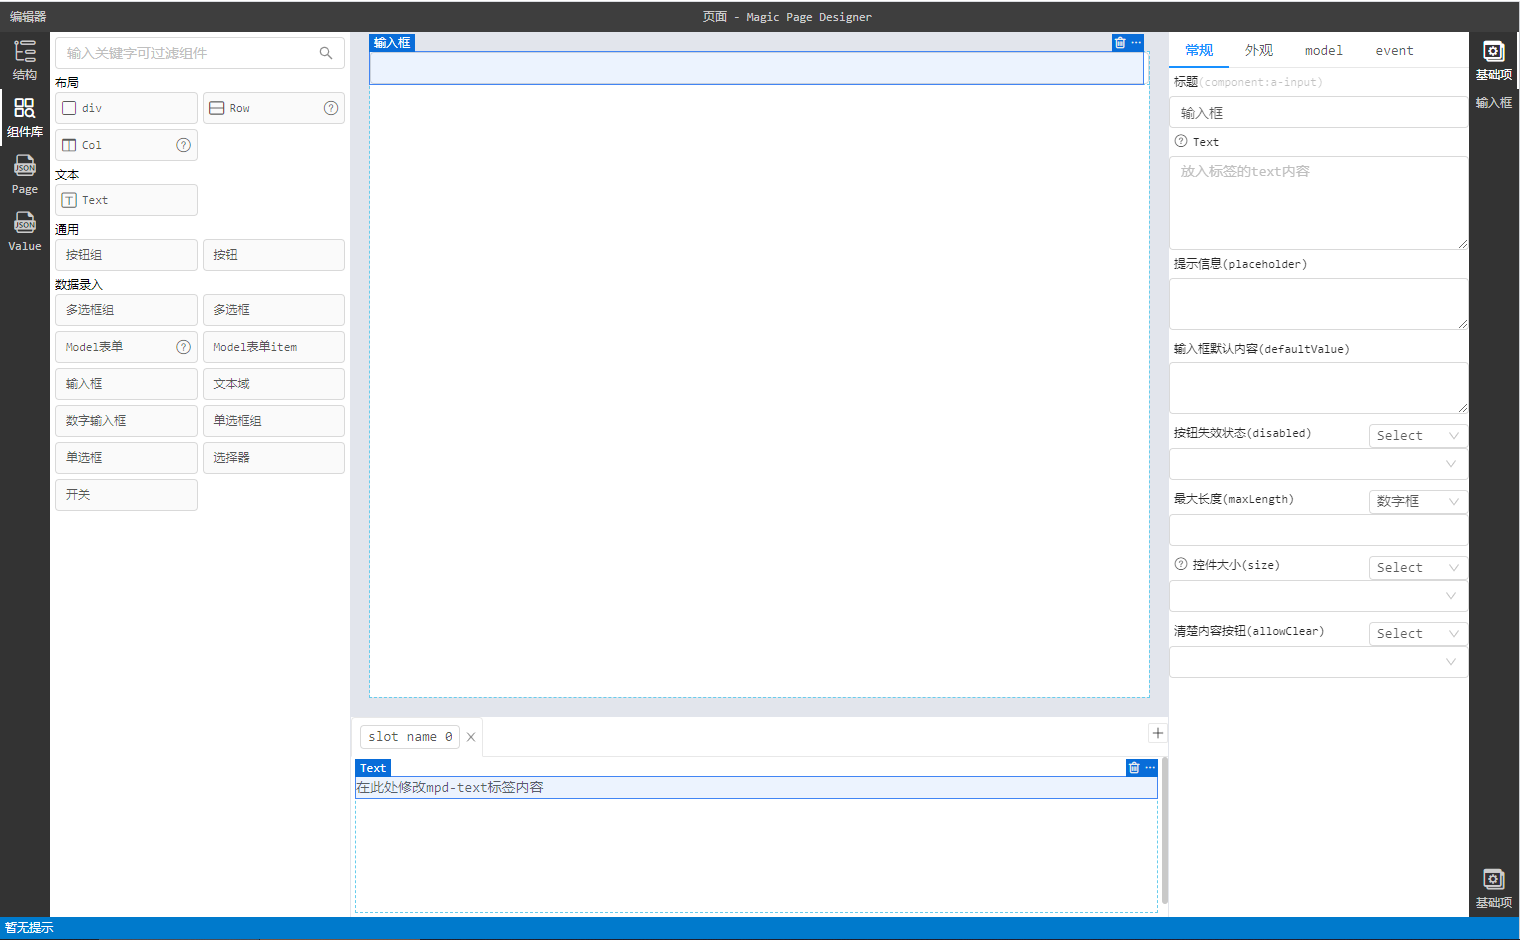 编辑器
页面 - Magic Page Designer
结构
组件库
JSON
Page
JSON
Value
输入关键字可过滤组件
布局
div
Row
Col
文本
Text
通用
按钮组
按钮
数据录入
多选框组
多选框
Model表单
Model表单item
输入框
文本域
数字输入框
单选框组
单选框
选择器
开关
输入框
slot name 0
Text
在此处修改mpd-text标签内容
常规
外观
model
event
标题(component:a-input)
输入框
Text
放入标签的text内容
提示信息(placeholder)
输入框默认内容(defaultValue)
按钮失效状态(disabled)
Select
最大长度(maxLength)
数字框
控件大小(size)
Select
清楚内容按钮(allowClear)
Select
基础项
输入框
基础项
暂无提示